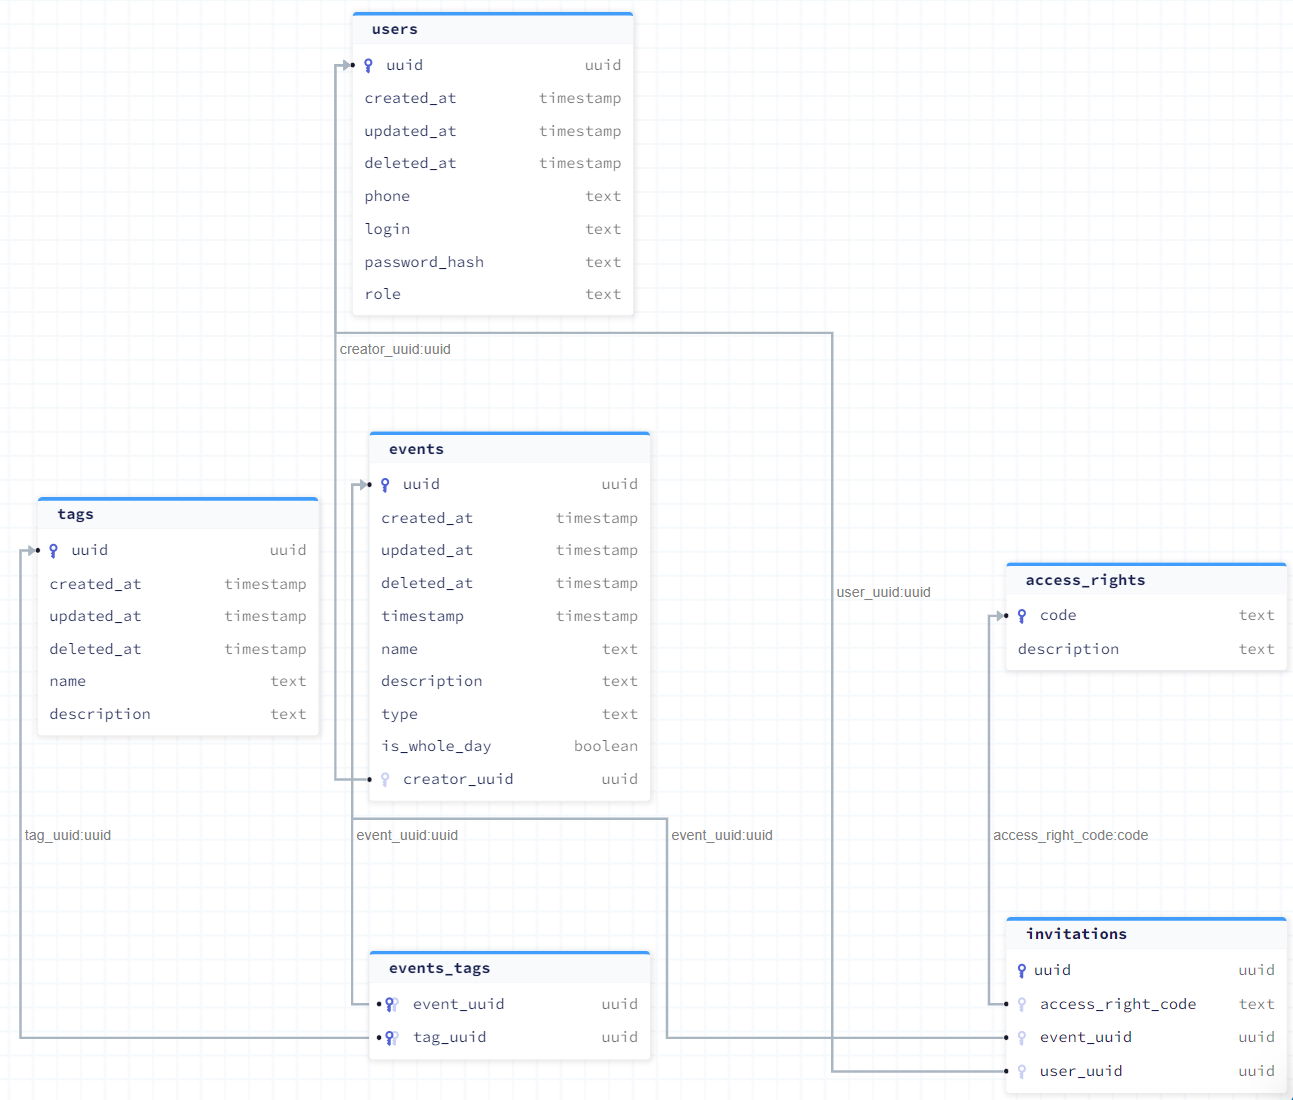 users
uuid uuid
created_at timestamp
updated_at timestamp
deleted_at timestamp
phone text
login text
password_hash text
role text
creator_uuid:uuid
events
uuid uuid
created_at timestamp
updated_at timestamp
deleted_at timestamp
timestamp timestamp
name text
description text
type text
is_whole_day boolean
creator_uuid uuid
tags
uuid uuid
created_at timestamp
updated_at timestamp
deleted_at timestamp
name text
description text
user_uuid:uuid
access_rights
code text
description text
tag_uuid:uuid
event_uuid:uuid
event_uuid:uuid
access_right_code:code
events_tags
event_uuid uuid
tag_uuid uuid
invitations
uuid uuid
access_right_code text
event_uuid uuid
user_uuid uuid